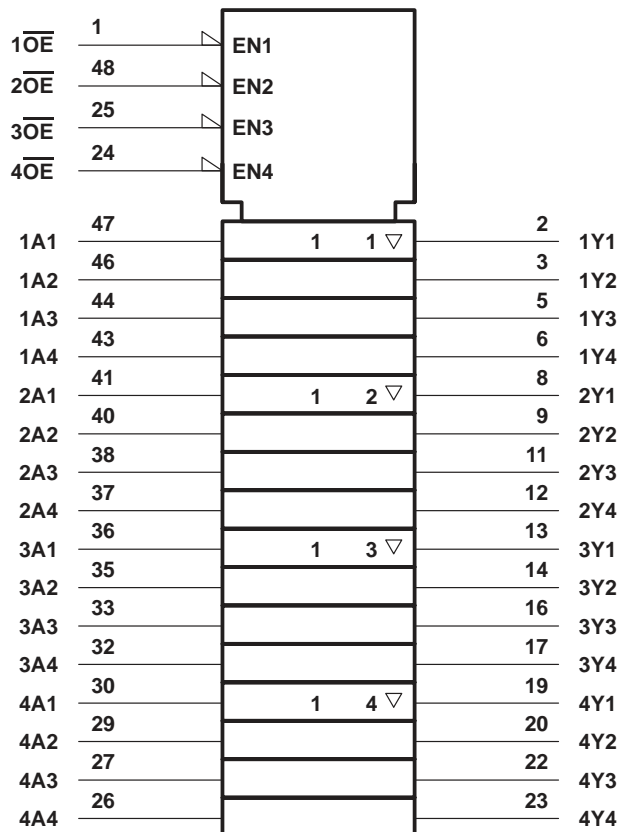 1O̅E̅ 1 EN1
2O̅E̅ 48 EN2
3O̅E̅ 25 EN3
4O̅E̅ 24 EN4
1A1 47 1 1 ▽ 2 1Y1
1A2 46 3 1Y2
1A3 44 5 1Y3
1A4 43 6 1Y4
2A1 41 1 2 ▽ 8 2Y1
2A2 40 9 2Y2
2A3 38 11 2Y3
2A4 37 12 2Y4
3A1 36 1 3 ▽ 13 3Y1
3A2 35 14 3Y2
3A3 33 16 3Y3
3A4 32 17 3Y4
4A1 30 1 4 ▽ 19 4Y1
4A2 29 20 4Y2
4A3 27 22 4Y3
4A4 26 23 4Y4